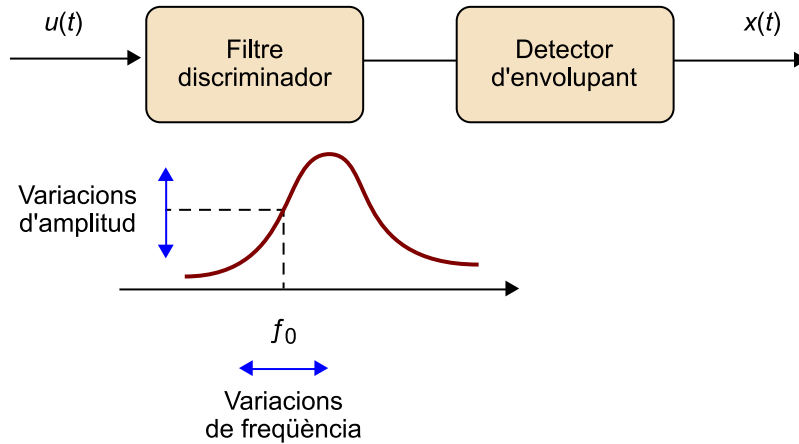 u(t)
Filtre
discriminador
Detector
d'envolupant
x(t)
Variacions
d'amplitud
f0
Variacions
de freqüència